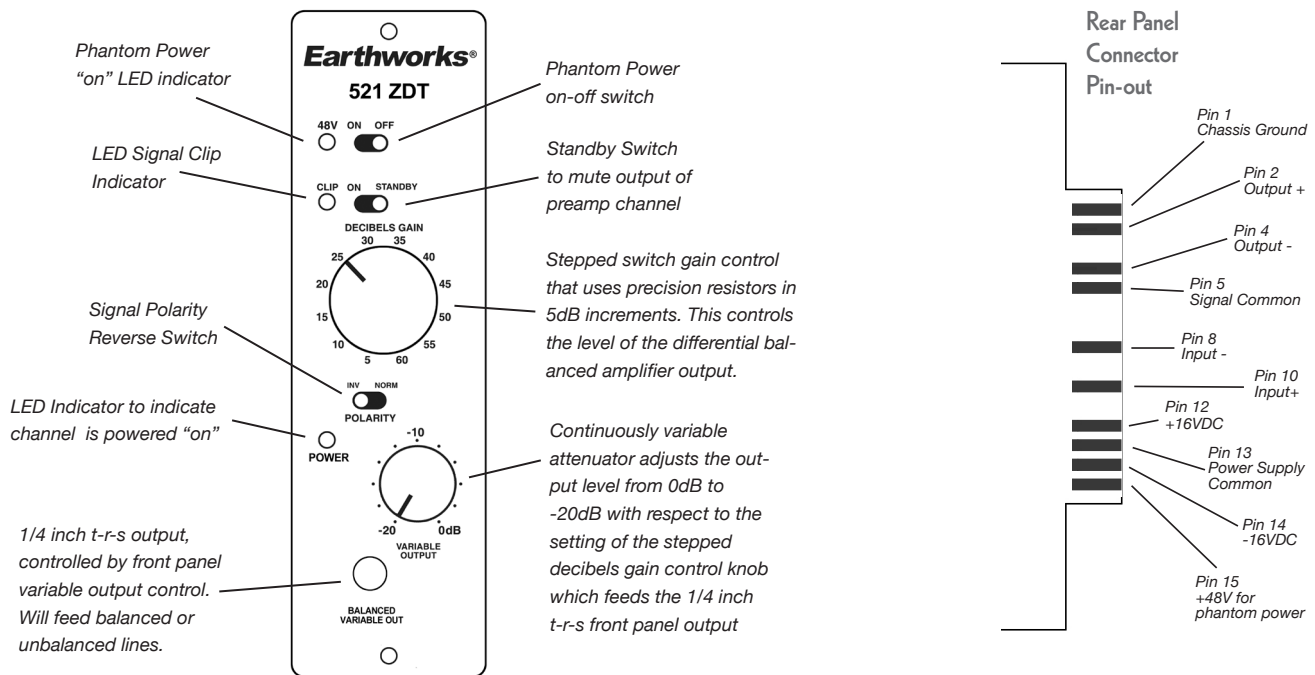 Phantom Power
“on” LED indicator
LED Signal Clip
Indicator
Signal Polarity
Reverse Switch
LED Indicator to indicate
channel is powered “on”
1/4 inch t-r-s output,
controlled by front panel
variable output control.
Will feed balanced or
unbalanced lines.
Earthworks®
521 ZDT
48V ON OFF
CLIP ON STANDBY
DECIBELS GAIN
30 35
25 40
20 45
15 50
10 55
5 60
INV NORM
POLARITY
POWER
-10
-20 0dB
VARIABLE
OUTPUT
BALANCED
VARIABLE OUT
Phantom Power
on-off switch
Standby Switch
to mute output of
preamp channel
Stepped switch gain control
that uses precision resistors in
5dB increments. This controls
the level of the differential bal-
anced amplifier output.
Continuously variable
attenuator adjusts the out-
put level from 0dB to
-20dB with respect to the
setting of the stepped
decibels gain control knob
which feeds the 1/4 inch
t-r-s front panel output
Rear Panel
Connector
Pin-out
Pin 1
Chassis Ground
Pin 2
Output +
Pin 4
Output -
Pin 5
Signal Common
Pin 8
Input -
Pin 10
Input+
Pin 12
+16VDC
Pin 13
Power Supply
Common
Pin 14
-16VDC
Pin 15
+48V for
phantom power